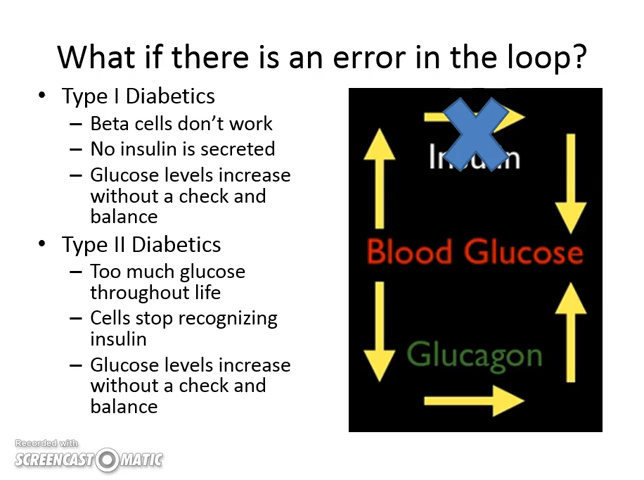 What if there is an error in the loop?
• Type I Diabetics
– Beta cells don’t work
– No insulin is secreted
– Glucose levels increase
without a check and
balance
• Type II Diabetics
– Too much glucose
throughout life
– Cells stop recognizing
insulin
– Glucose levels increase
without a check and
balance
Insulin
Blood Glucose
Glucagon
Recorded with
SCREENCAST-O-MATIC